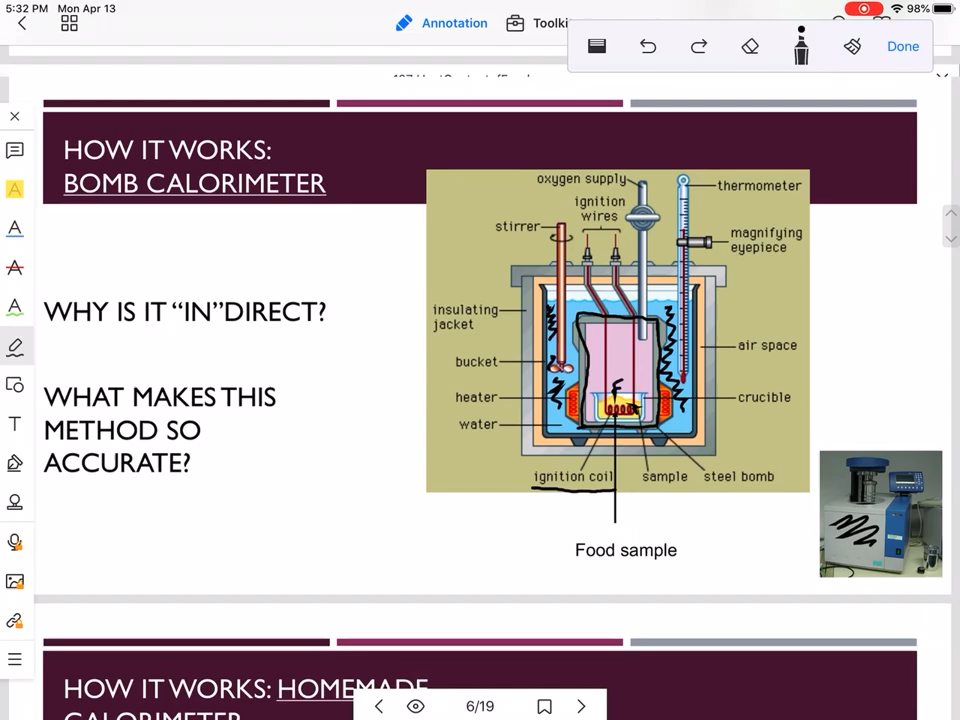 5:32 PM Mon Apr 13
98%
Annotation
Done
HOW IT WORKS:
BOMB CALORIMETER
WHY IS IT “IN”DIRECT?
WHAT MAKES THIS
METHOD SO
ACCURATE?
oxygen supply
thermometer
ignition
wires
stirrer
magnifying
eyepiece
insulating
jacket
air space
bucket
heater
crucible
water
ignition coil
sample
steel bomb
F
Food sample
HOW IT WORKS: HOMEMADE
CALORIMETER
6/19